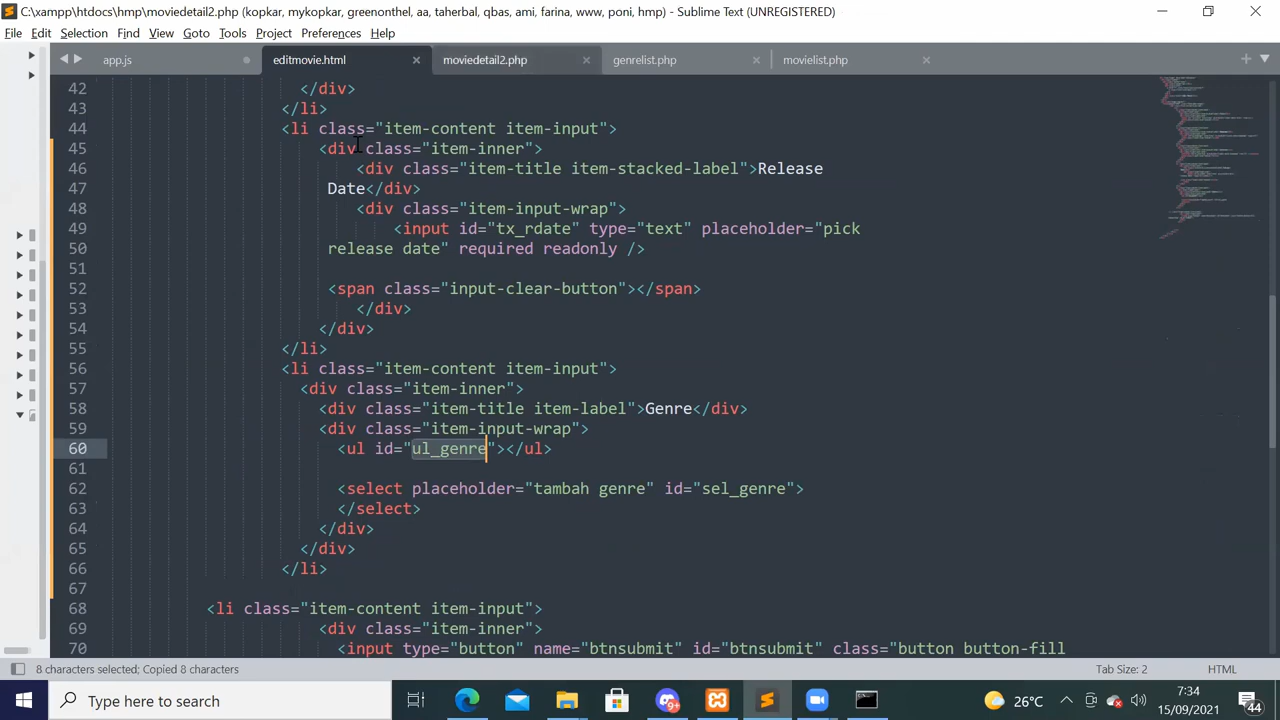 C:\xampp\htdocs\hmp\moviedetail2.php (kopkar, mykopkar, greenonthel, aa, taherbal, qbas, ami, farina, www, poni, hmp) - Sublime Text (UNREGISTERED)
File Edit Selection Find View Goto Tools Project Preferences Help
app.js editmovie.html moviedetail2.php genrelist.php movielist.php
42 </div>
43 </li>
44 <li class="item-content item-input">
45 <div class="item-inner">
46 <div class="item-title item-stacked-label">Release
47 Date</div>
48 <div class="item-input-wrap">
49 <input id="tx_rdate" type="text" placeholder="pick
50 release date" required readonly />
51
52 <span class="input-clear-button"></span>
53 </div>
54 </div>
55 </li>
56 <li class="item-content item-input">
57 <div class="item-inner">
58 <div class="item-title item-label">Genre</div>
59 <div class="item-input-wrap">
60 <ul id="ul_genre"></ul>
61
62 <select placeholder="tambah genre" id="sel_genre">
63 </select>
64 </div>
65 </div>
66 </li>
67
68 <li class="item-content item-input">
69 <div class="item-inner">
70 <input type="button" name="btnsubmit" id="btnsubmit" class="button button-fill
8 characters selected; Copied 8 characters Tab Size: 2 HTML
Type here to search 26°C 7:34
15/09/2021 44